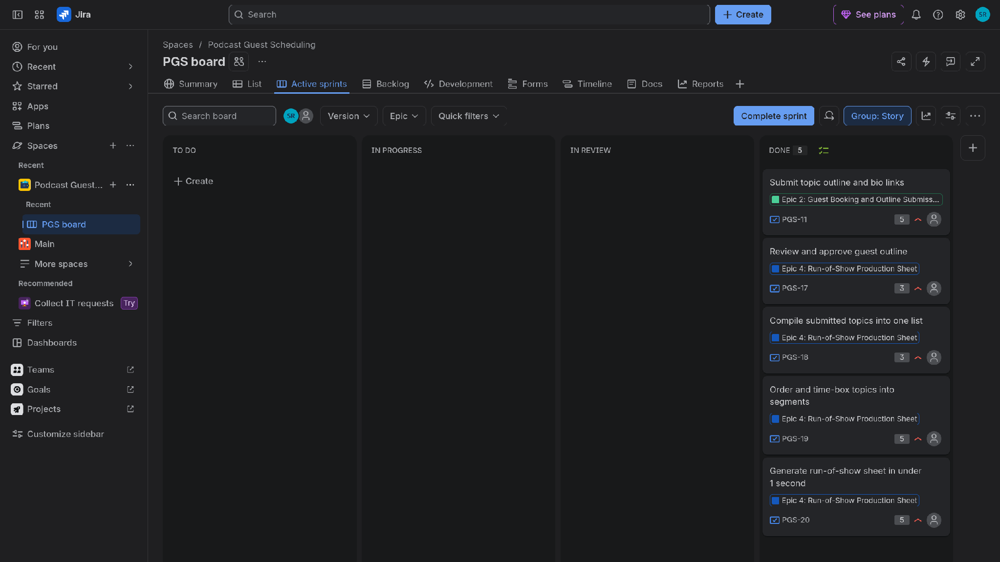 Jira
Search
Create
See plans
SR
For you
Recent
Starred
Apps
Plans
Spaces
Recent
Podcast Guest...
Recent
PGS board
Main
More spaces
Recommended
Collect IT requests
Try
Filters
Dashboards
Teams
Goals
Projects
Customize sidebar
Spaces / Podcast Guest Scheduling
PGS board
Summary
List
Active sprints
Backlog
Development
Forms
Timeline
Docs
Reports
Search board
SR
Version
Epic
Quick filters
Complete sprint
Group: Story
TO DO
Create
IN PROGRESS
IN REVIEW
DONE 5
Submit topic outline and bio links
Epic 2: Guest Booking and Outline Submiss...
PGS-11
5
Review and approve guest outline
Epic 4: Run-of-Show Production Sheet
PGS-17
3
Compile submitted topics into one list
Epic 4: Run-of-Show Production Sheet
PGS-18
3
Order and time-box topics into
segments
Epic 4: Run-of-Show Production Sheet
PGS-19
5
Generate run-of-show sheet in under
1 second
Epic 4: Run-of-Show Production Sheet
PGS-20
5